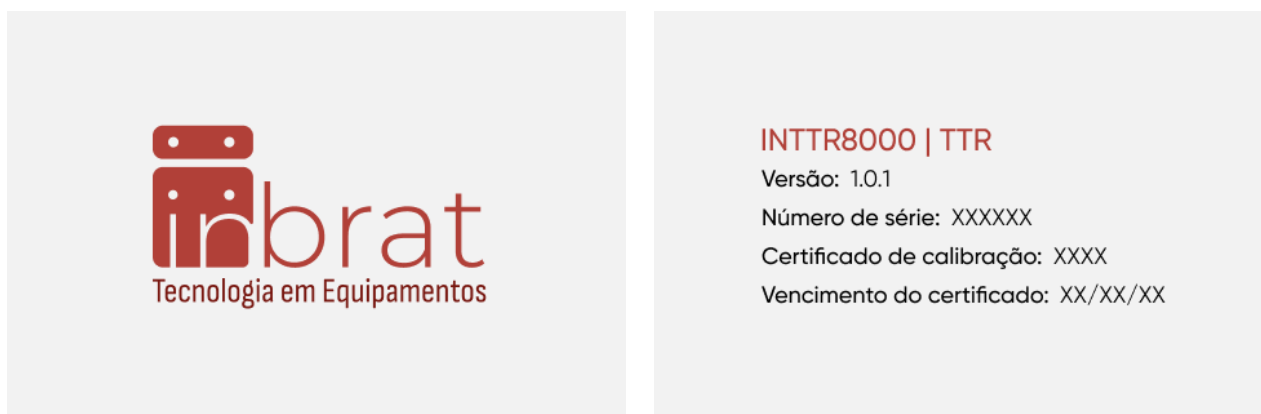 inbrat
Tecnologia em Equipamentos
INTTR8000 | TTR
Versão: 1.0.1
Número de série: XXXXXX
Certificado de calibração: XXXX
Vencimento do certificado: XX/XX/XX